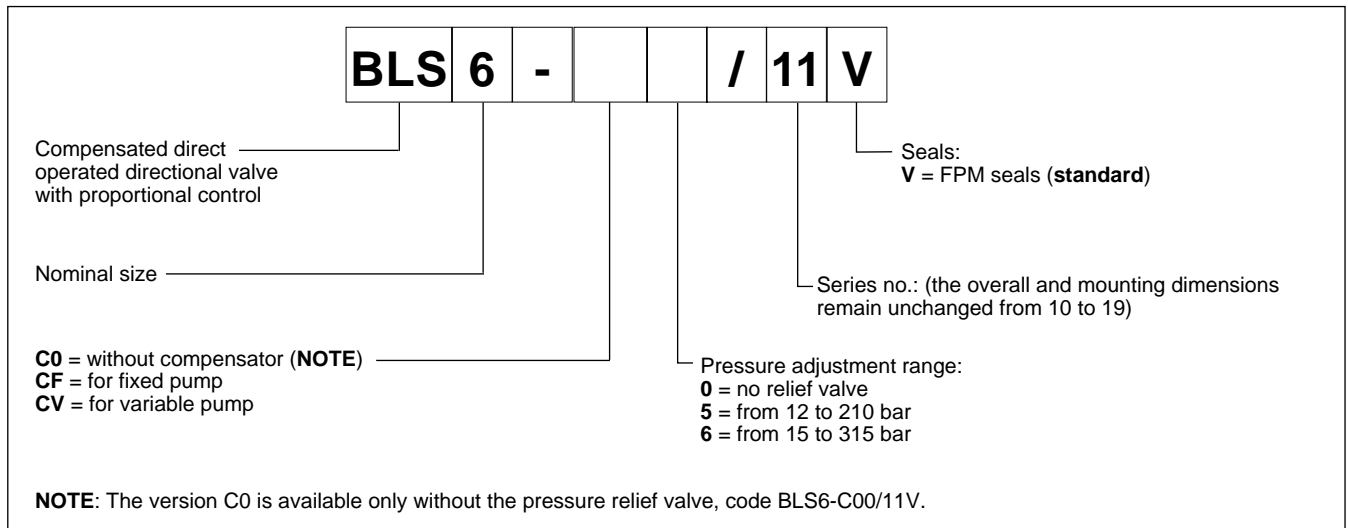 BLS 6 - / 11 V
Compensated direct
operated directional valve
with proportional control
Seals:
V = FPM seals (standard)
Nominal size
Series no.: (the overall and mounting dimensions
remain unchanged from 10 to 19)
C0 = without compensator (NOTE)
CF = for fixed pump
CV = for variable pump
Pressure adjustment range:
0 = no relief valve
5 = from 12 to 210 bar
6 = from 15 to 315 bar
NOTE: The version C0 is available only without the pressure relief valve, code BLS6-C00/11V.